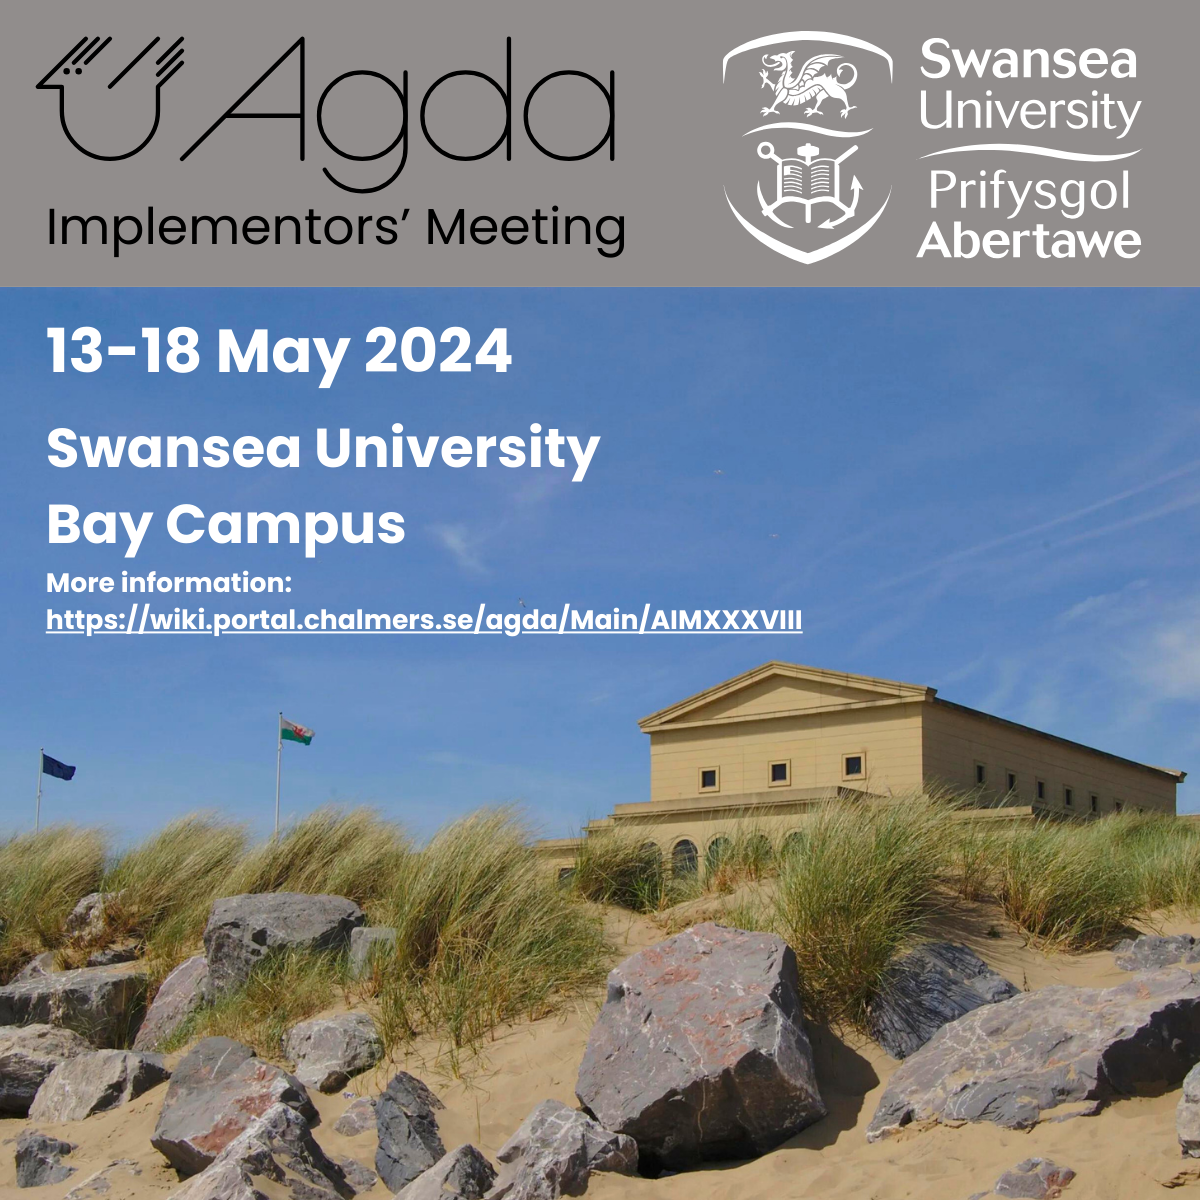 Agda
Implementors’ Meeting
Swansea
University
Prifysgol
Abertawe
13-18 May 2024
Swansea University
Bay Campus
More information:
https://wiki.portal.chalmers.se/agda/Main/AIMXXXVIII